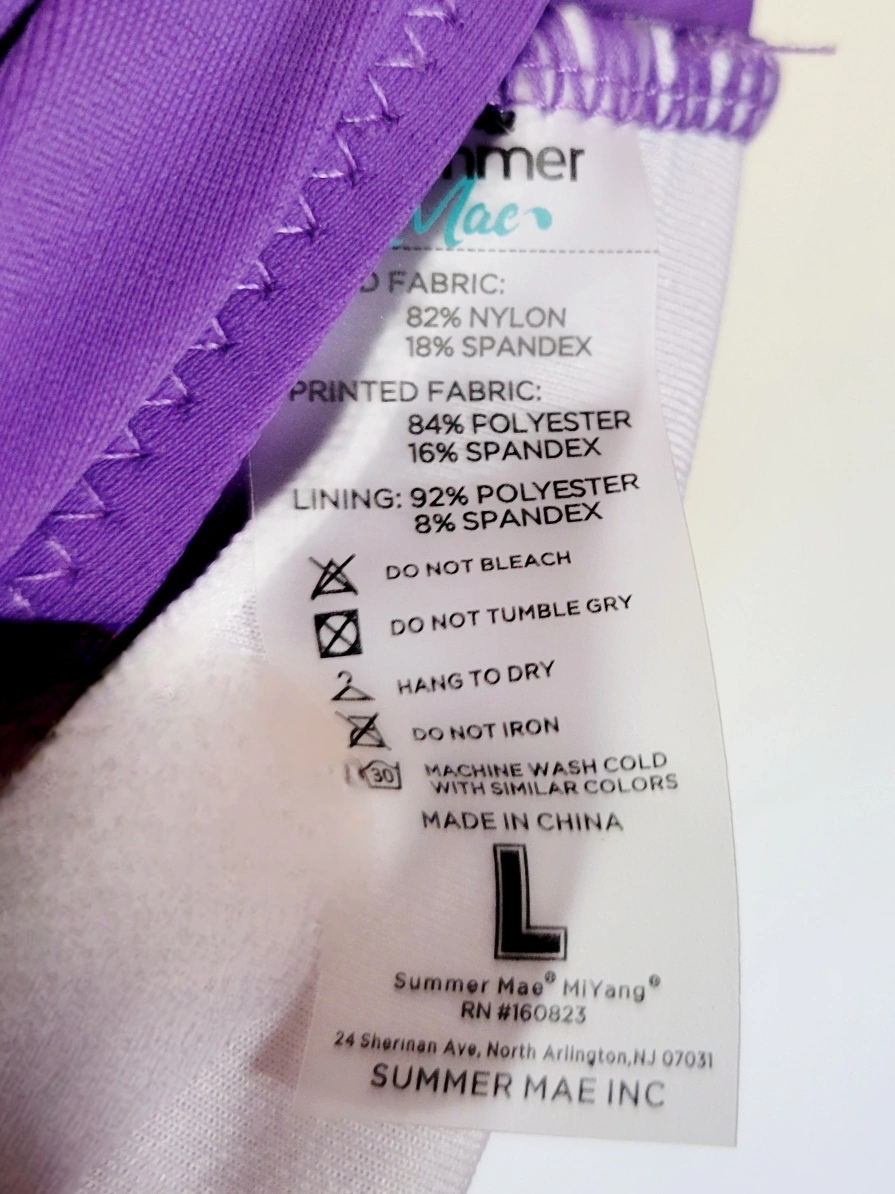 mmer
Mae
D FABRIC:
82% NYLON
18% SPANDEX
PRINTED FABRIC:
84% POLYESTER
16% SPANDEX
LINING: 92% POLYESTER
8% SPANDEX
DO NOT BLEACH
DO NOT TUMBLE GRY
HANG TO DRY
DO NOT IRON
30 MACHINE WASH COLD
WITH SIMILAR COLORS
MADE IN CHINA
L
Summer Mae® MiYang®
RN #160823
24 Sherman Ave, North Arlington,NJ 07031
SUMMER MAE INC